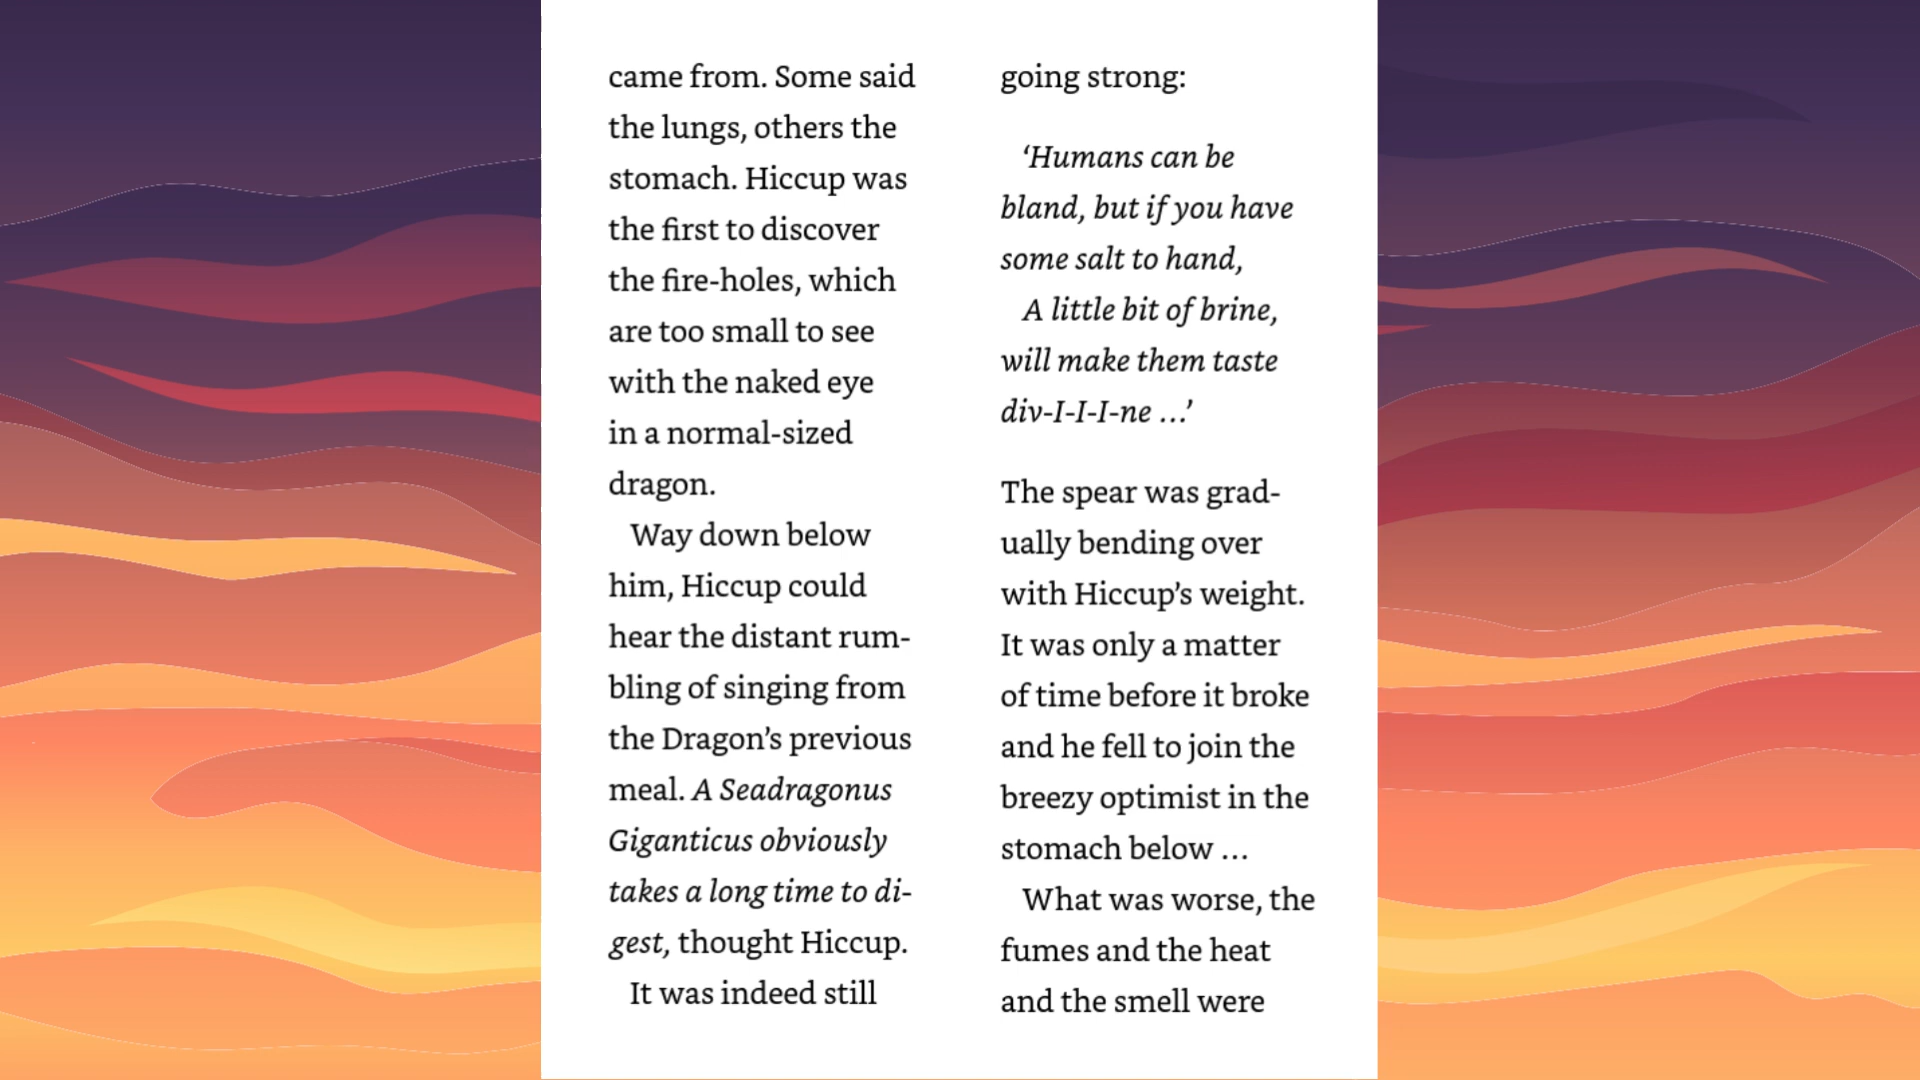 came from. Some said
the lungs, others the
stomach. Hiccup was
the first to discover
the fire-holes, which
are too small to see
with the naked eye
in a normal-sized
dragon.
Way down below
him, Hiccup could
hear the distant rum-
bling of singing from
the Dragon’s previous
meal. A Seadragonus
Giganticus obviously
takes a long time to di-
gest, thought Hiccup.
It was indeed still
going strong:
‘Humans can be
bland, but if you have
some salt to hand,
A little bit of brine,
will make them taste
div-I-I-I-ne …’
The spear was grad-
ually bending over
with Hiccup’s weight.
It was only a matter
of time before it broke
and he fell to join the
breezy optimist in the
stomach below …
What was worse, the
fumes and the heat
and the smell were